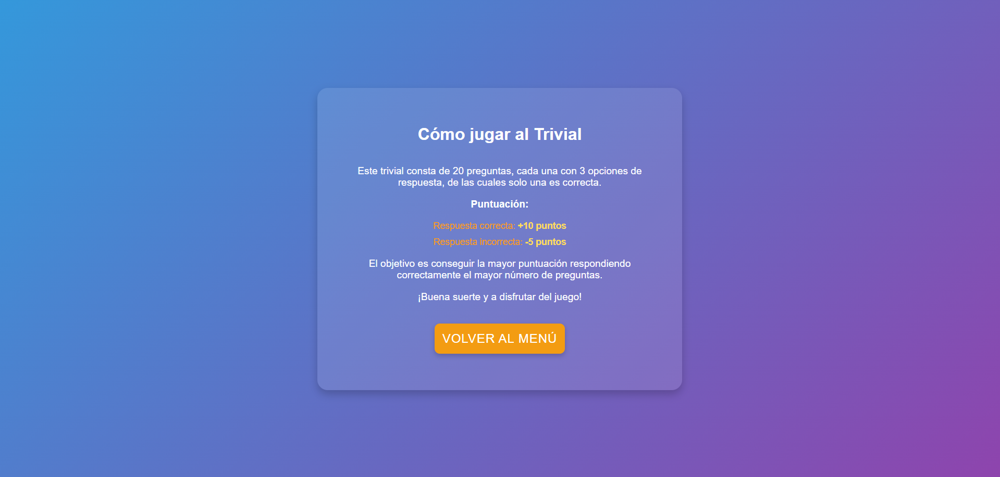 Cómo jugar al Trivial
Este trivial consta de 20 preguntas, cada una con 3 opciones de
respuesta, de las cuales solo una es correcta.
Puntuación:
Respuesta correcta: +10 puntos
Respuesta incorrecta: -5 puntos
El objetivo es conseguir la mayor puntuación respondiendo
correctamente el mayor número de preguntas.
¡Buena suerte y a disfrutar del juego!
VOLVER AL MENÚ